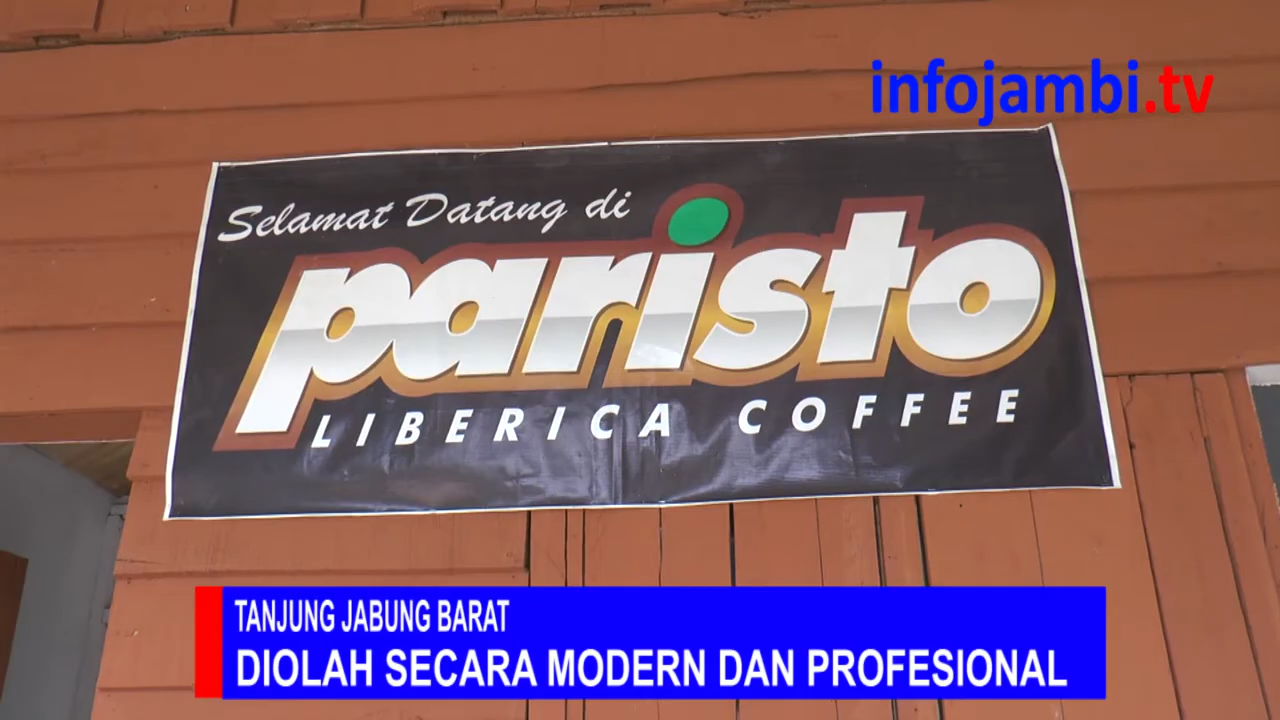 infojambi.tv
Selamat Datang di
paristo
LIBERICA COFFEE
TANJUNG JABUNG BARAT
DIOLAH SECARA MODERN DAN PROFESIONAL